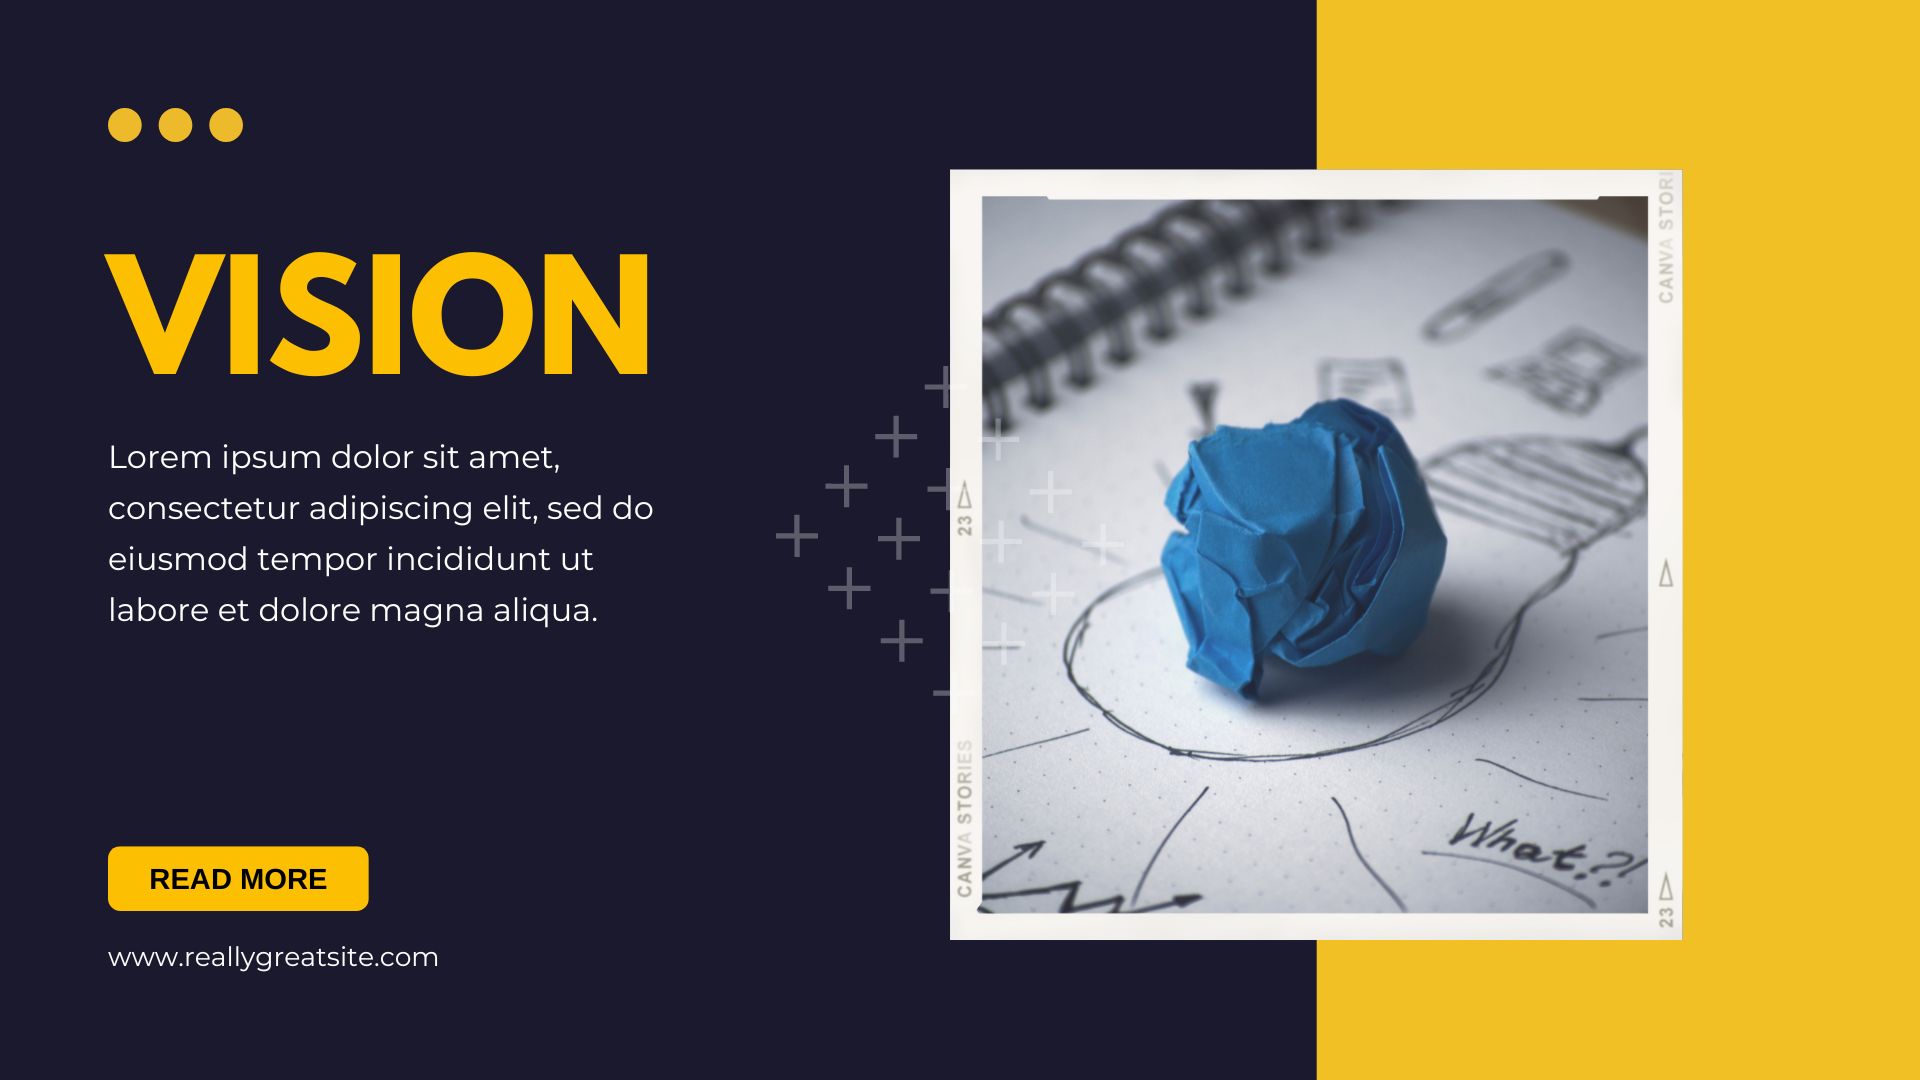 VISION
Lorem ipsum dolor sit amet,
consectetur adipiscing elit, sed do
eiusmod tempor incididunt ut
labore et dolore magna aliqua.
READ MORE
www.reallygreatsite.com
23
CANVA STORIES
CANVA STORI
23
What??!